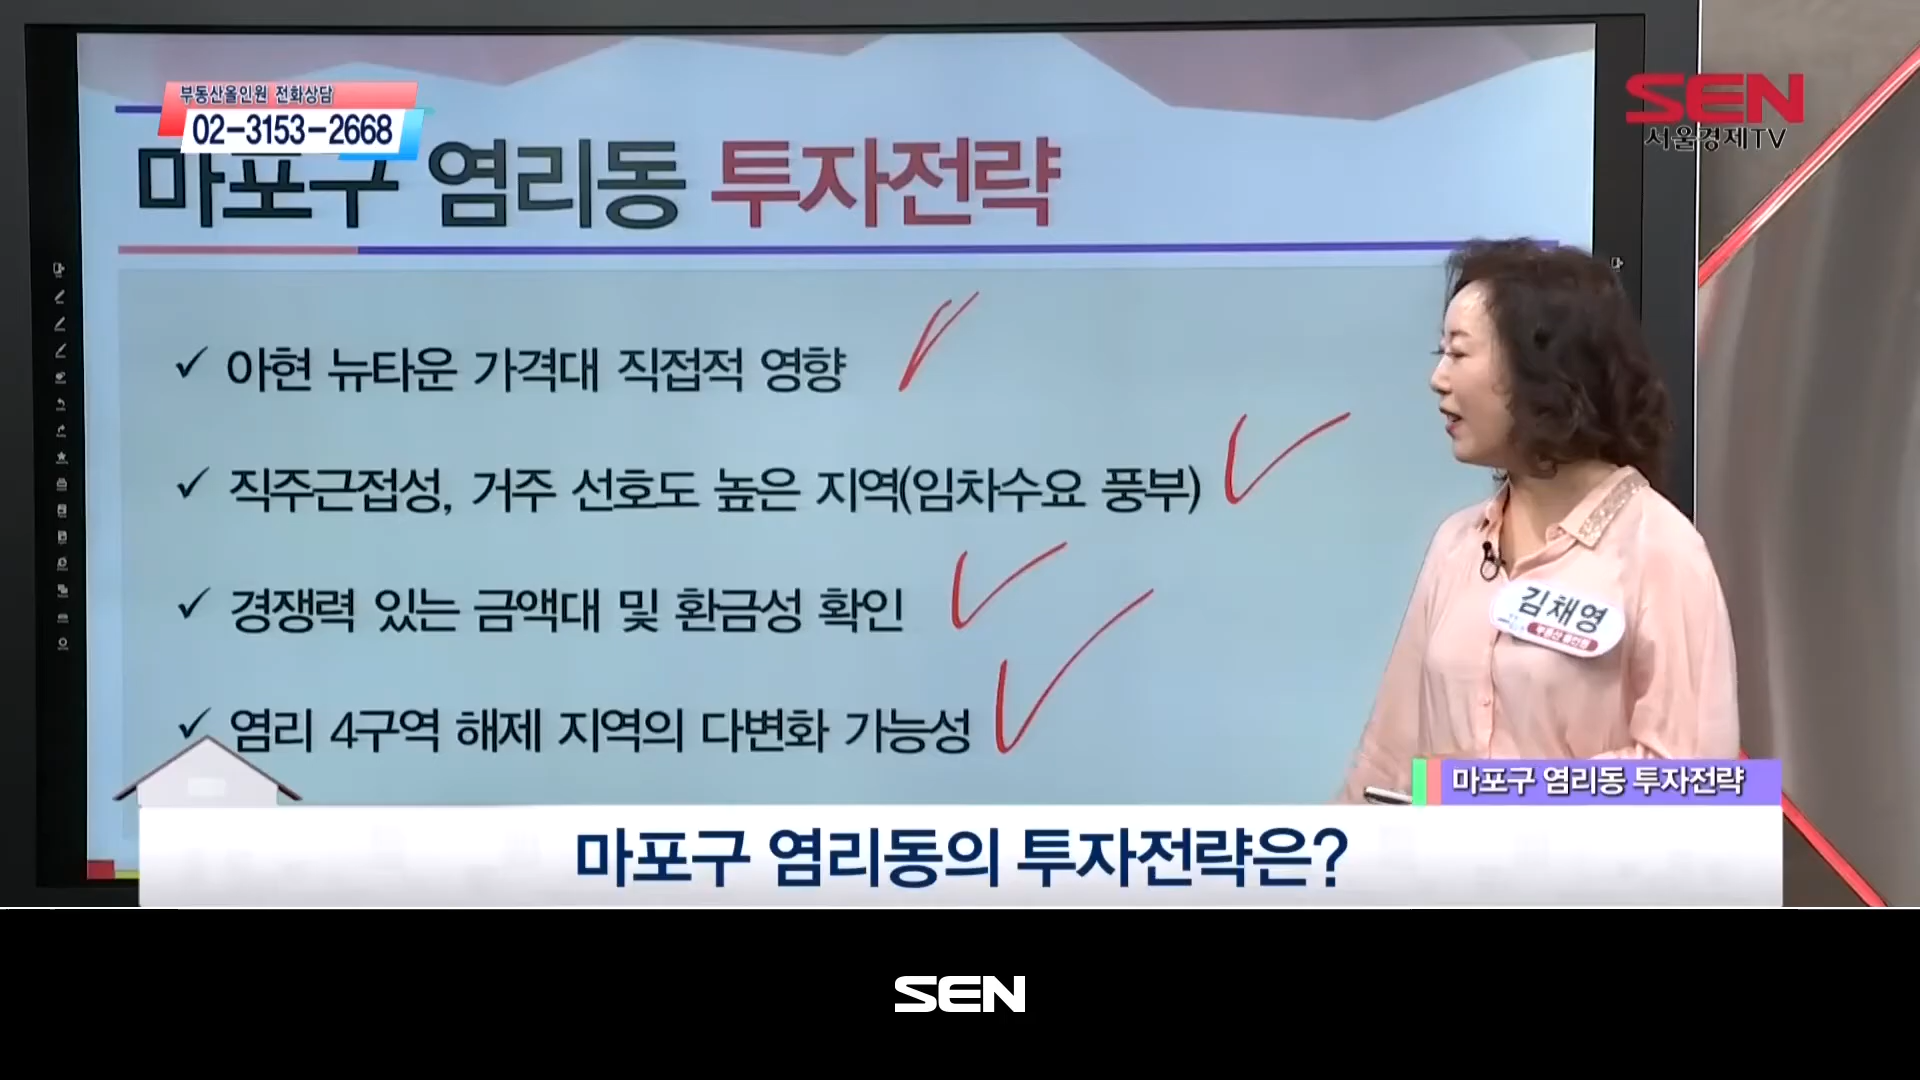 부동산올인원 전화상담
02-3153-2668
SEN
서울경제TV
마포구 염리동 투자전략
✓ 아현 뉴타운 가격대 직접적 영향
✓ 직주근접성, 거주 선호도 높은 지역(임차수요 풍부)
✓ 경쟁력 있는 금액대 및 환금성 확인
✓ 염리 4구역 해제 지역의 다변화 가능성
김채영
부동산 올인원
마포구 염리동 투자전략
마포구 염리동의 투자전략은?
SEN